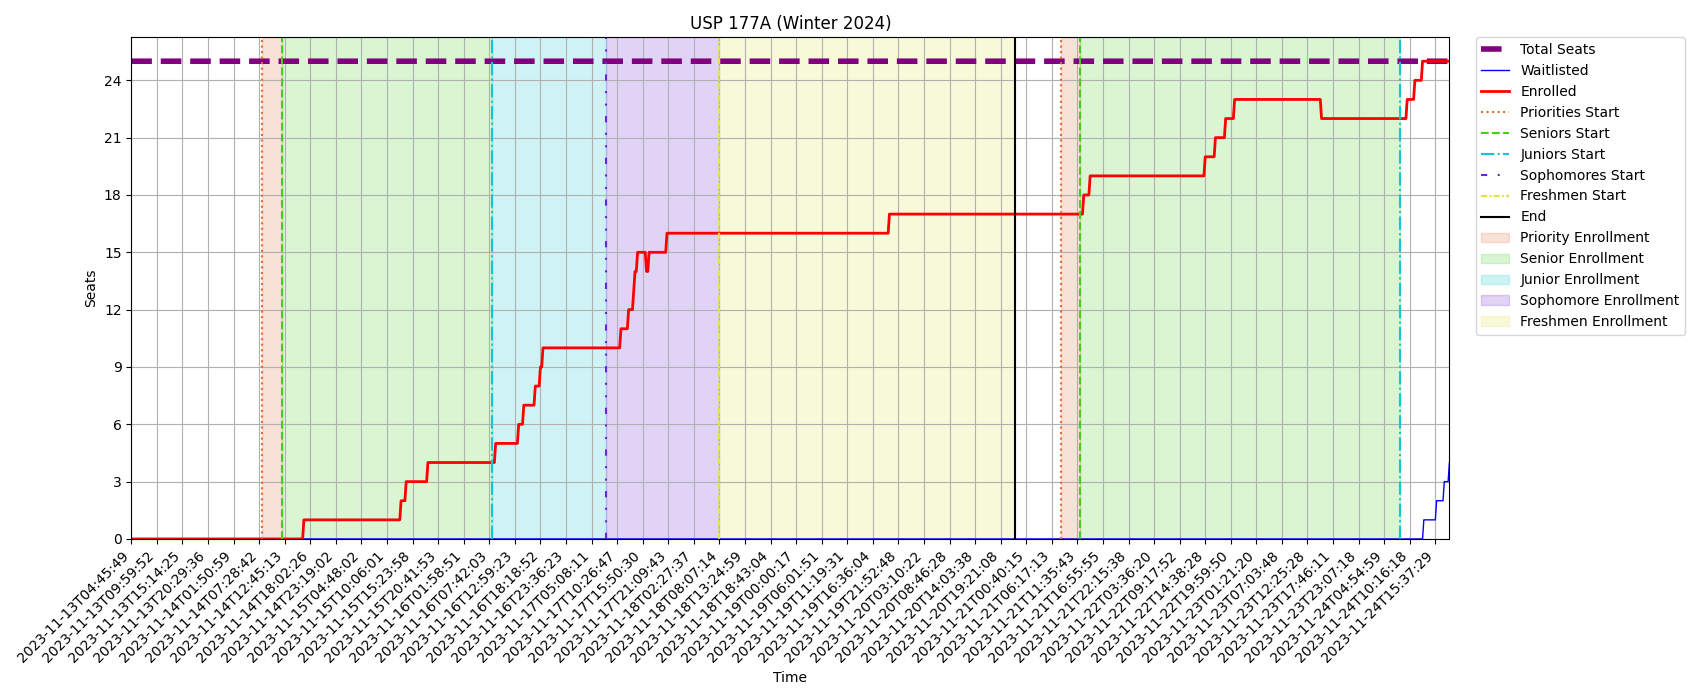 USP 177A (Winter 2024)
Total Seats
Waitlisted
Enrolled
Priorities Start
Seniors Start
Juniors Start
Sophomores Start
Freshmen Start
End
Priority Enrollment
Senior Enrollment
Junior Enrollment
Sophomore Enrollment
Freshmen Enrollment
Seats
24
21
18
15
12
9
6
3
0
2023-11-13T04:45:49
2023-11-13T09:59:52
2023-11-13T15:14:25
2023-11-13T20:29:36
2023-11-14T01:50:59
2023-11-14T07:28:42
2023-11-14T12:45:13
2023-11-14T18:02:26
2023-11-14T23:19:02
2023-11-15T04:48:02
2023-11-15T10:06:01
2023-11-15T15:23:58
2023-11-15T20:41:53
2023-11-16T01:58:51
2023-11-16T07:42:03
2023-11-16T12:59:23
2023-11-16T18:18:52
2023-11-16T23:36:23
2023-11-17T05:08:11
2023-11-17T10:26:47
2023-11-17T15:50:30
2023-11-17T21:09:43
2023-11-18T02:27:37
2023-11-18T08:07:14
2023-11-18T13:24:59
2023-11-18T18:43:04
2023-11-19T00:00:17
2023-11-19T06:01:51
2023-11-19T11:19:31
2023-11-19T16:36:04
2023-11-19T21:52:48
2023-11-20T03:10:22
2023-11-20T08:46:28
2023-11-20T14:03:38
2023-11-20T19:21:08
2023-11-21T00:40:15
2023-11-21T06:17:13
2023-11-21T11:35:43
2023-11-21T16:55:55
2023-11-21T22:15:38
2023-11-22T03:36:20
2023-11-22T09:17:52
2023-11-22T14:38:28
2023-11-22T19:59:50
2023-11-23T01:21:20
2023-11-23T07:03:48
2023-11-23T12:25:28
2023-11-23T17:46:11
2023-11-23T23:07:18
2023-11-24T04:54:59
2023-11-24T10:16:18
2023-11-24T15:37:29
Time